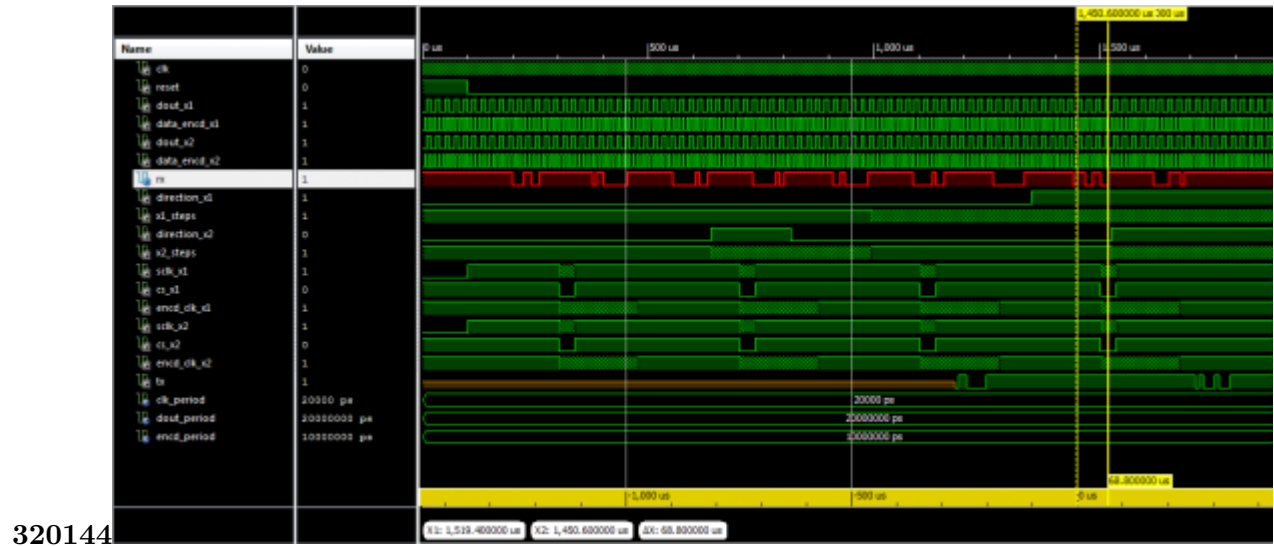 1,450.600000 us 300 us
Name Value 0 us 500 us 1,000 us 1,500 us
clk 0
reset 0
dout_x1 1
data_encd_x1 1
dout_x2 1
data_encd_x2 1
rx 1
direction_x1 1
x1_steps 1
direction_x2 0
x2_steps 1
sclk_x1 1
cs_x1 0
encd_clk_x1 1
sclk_x2 1
cs_x2 0
encd_clk_x2 1
tx 1
clk_period 20000 ps 20000 ps
dout_period 20000000 ps 20000000 ps
encd_period 10000000 ps 10000000 ps
68.800000 us
-1,000 us -500 us 0 us
X1: 1,519.400000 us X2: 1,450.600000 us ΔX: 68.800000 us
320144